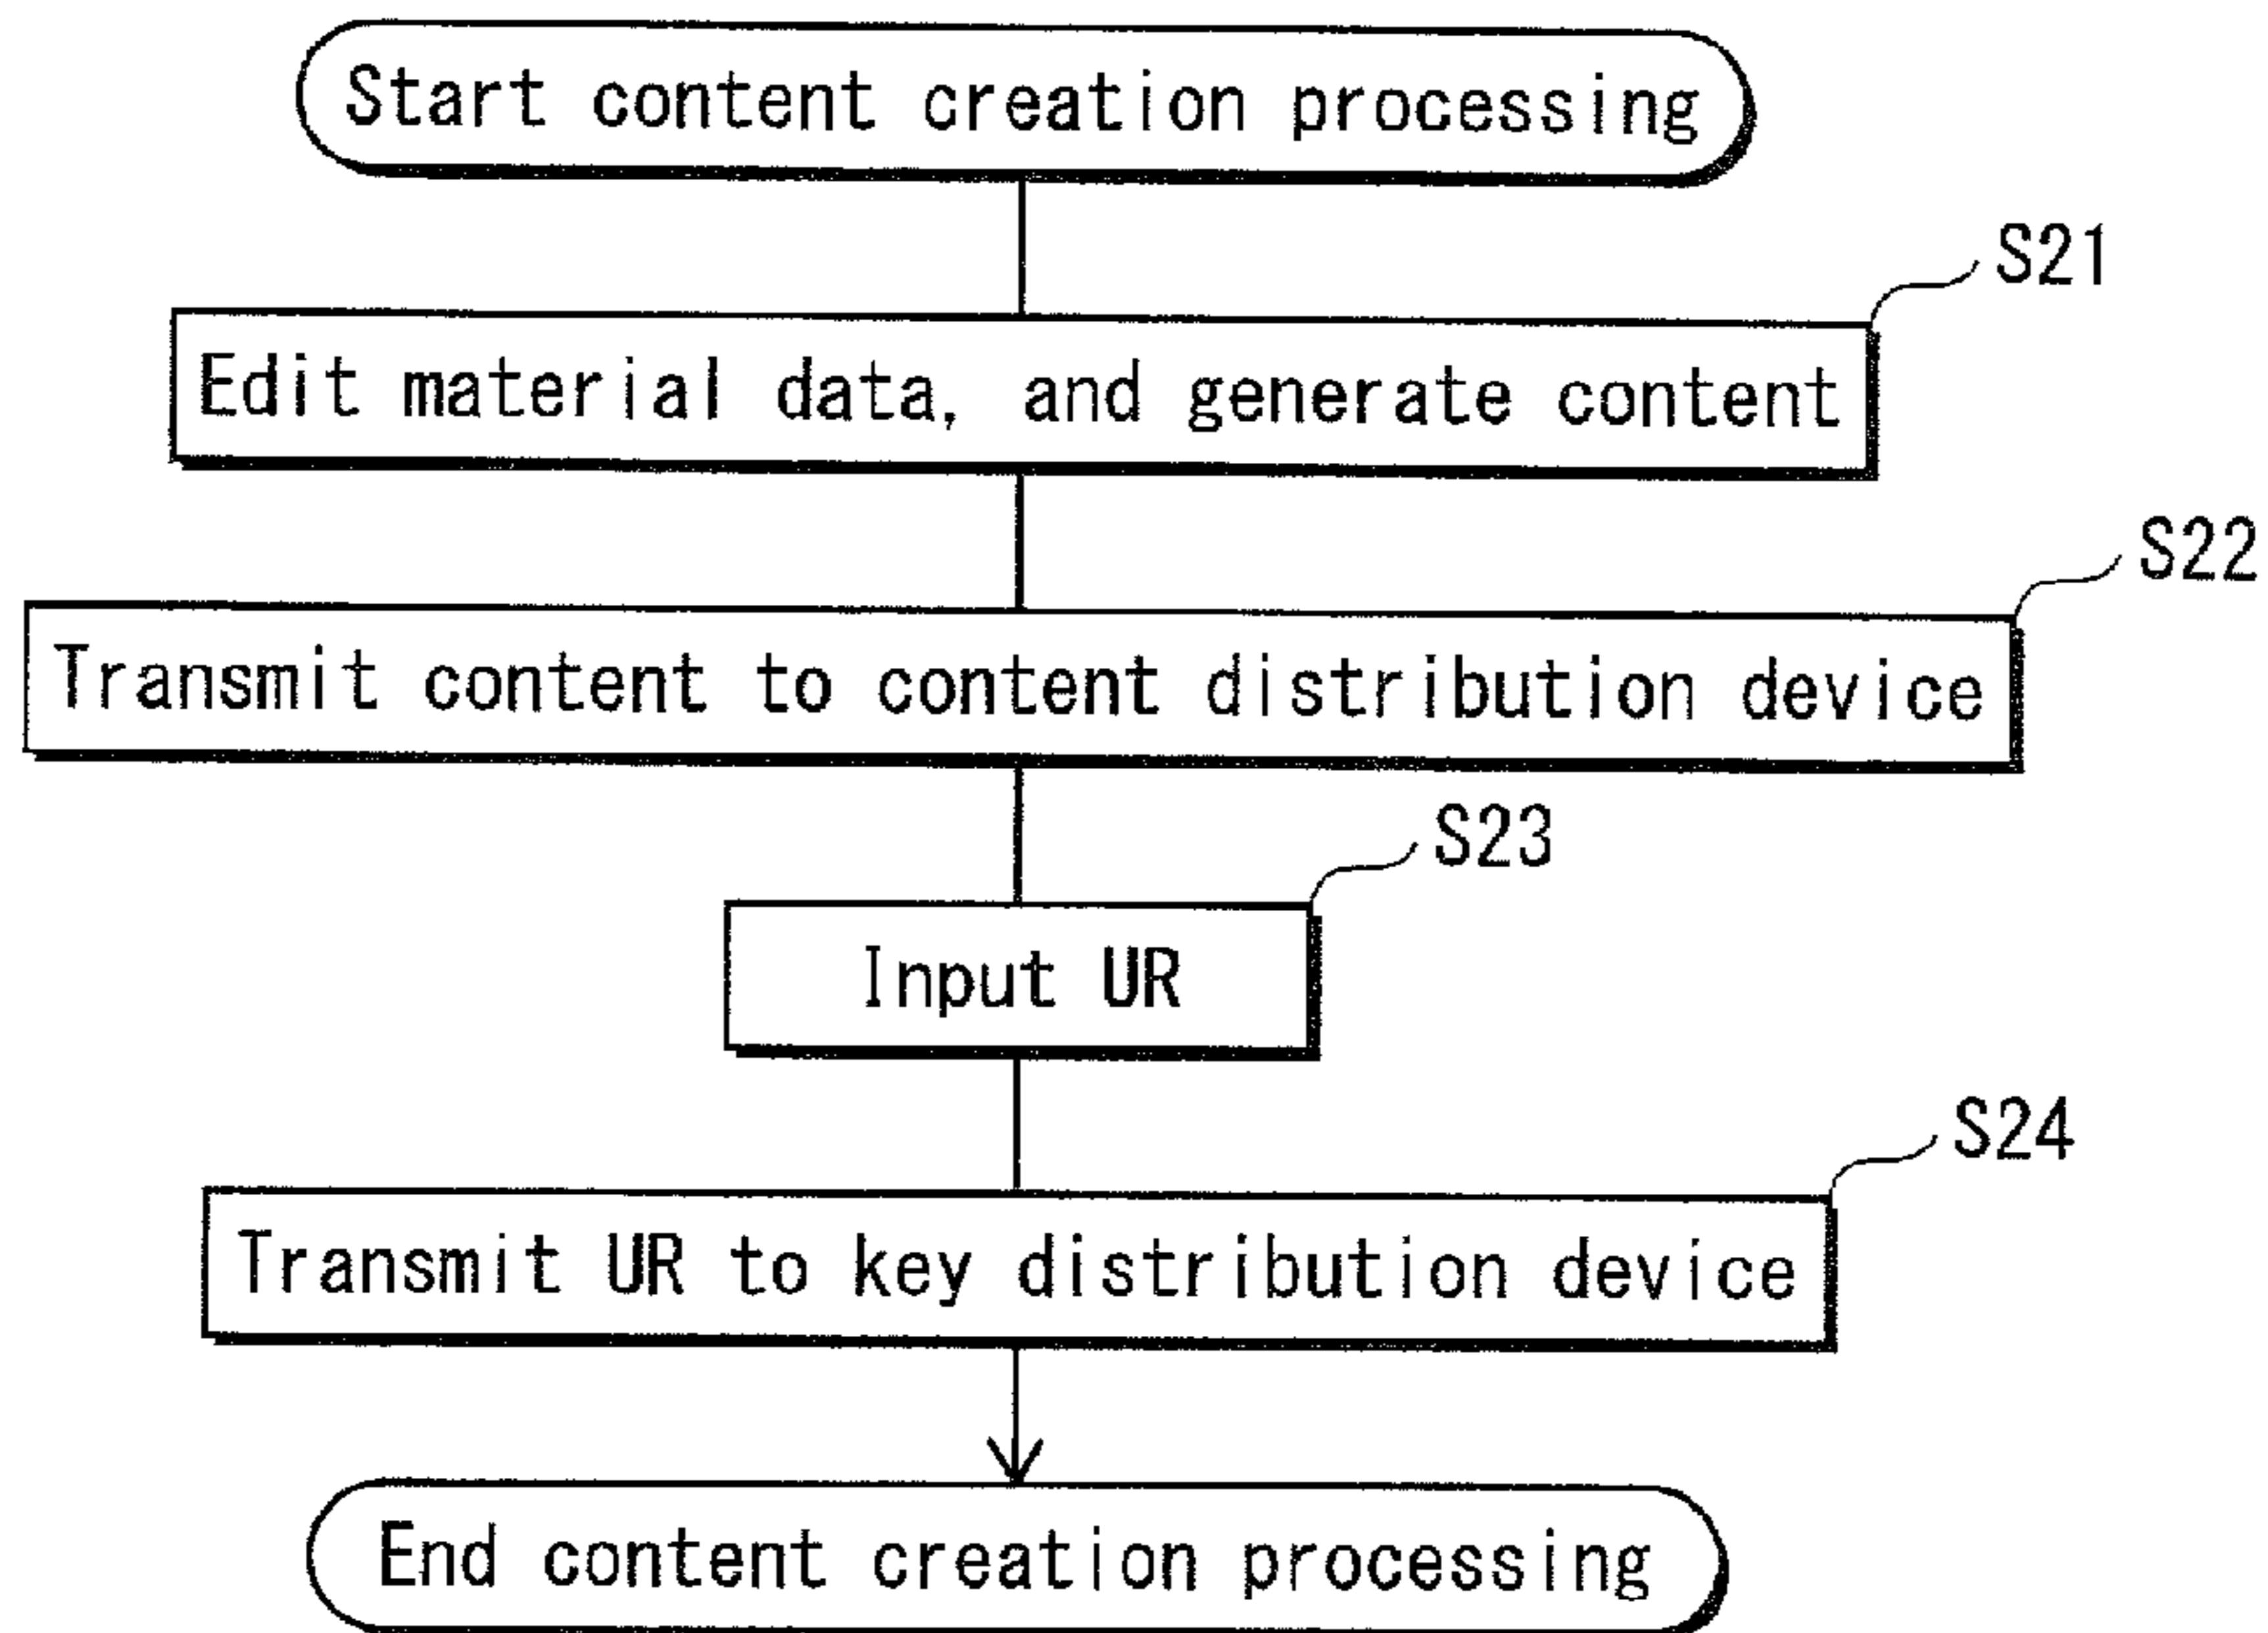 Start content creation processing
S21
Edit material data, and generate content
S22
Transmit content to content distribution device
S23
Input UR
S24
Transmit UR to key distribution device
End content creation processing